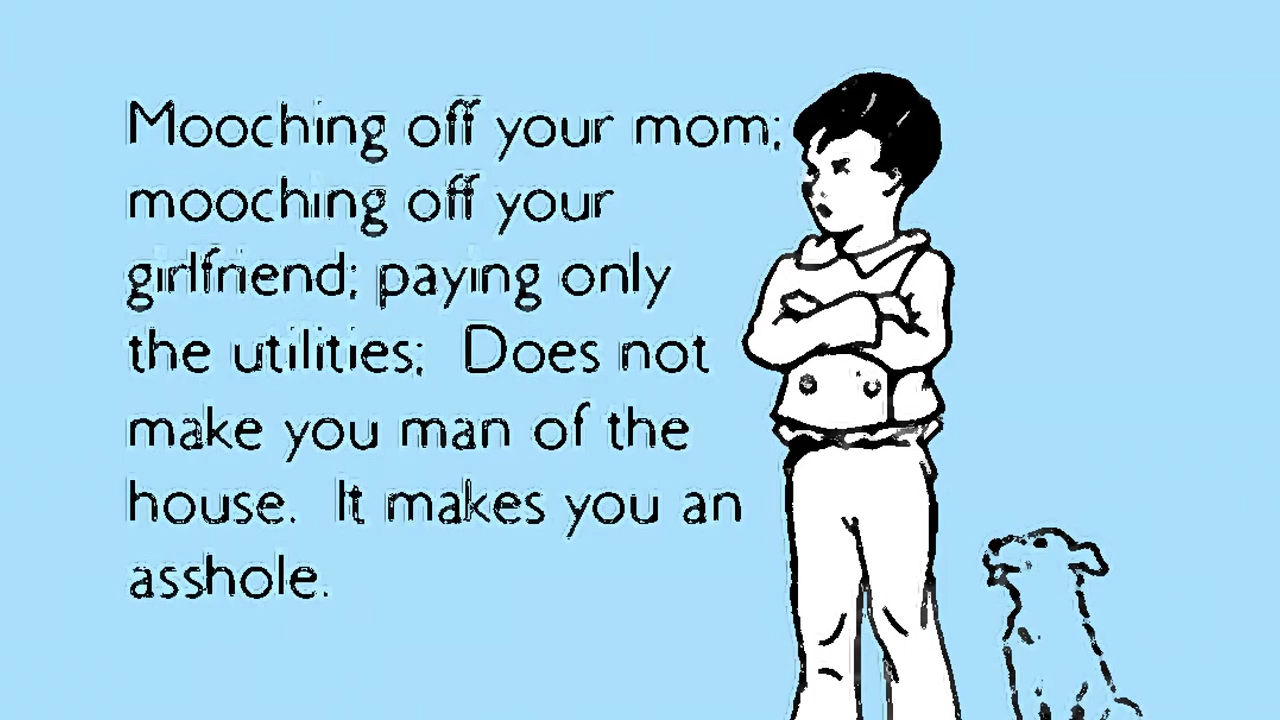 Mooching off your mom;
mooching off your
girlfriend; paying only
the utilities;  Does not
make you man of the
house.  It makes you an
asshole.